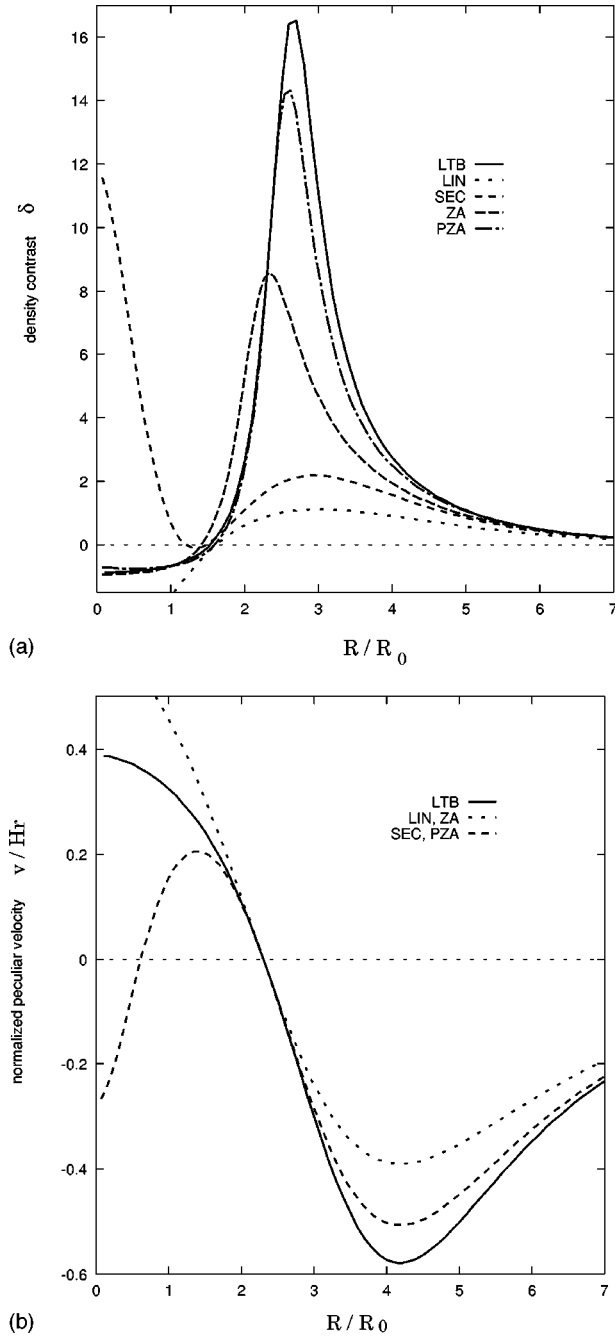 16
14
12
10
8
6
4
2
0
density contrast δ
LTB
LIN
SEC
ZA
PZA
0 1 2 3 4 5 6 7
(a)
R / R0
0.4
0.2
0
-0.2
-0.4
-0.6
normalized peculiar velocity v / Hr
LTB
LIN, ZA
SEC, PZA
0 1 2 3 4 5 6 7
(b)
R / R0